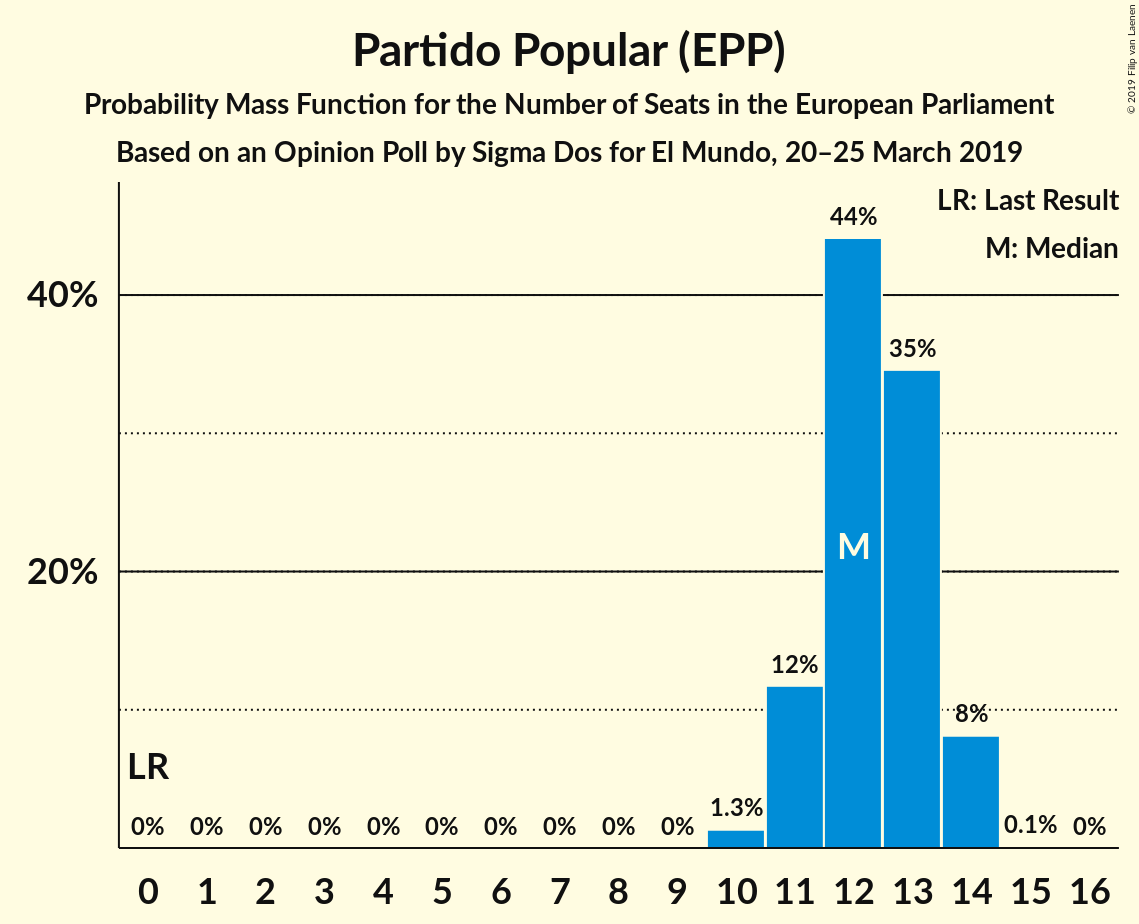 Partido Popular (EPP)
Probability Mass Function for the Number of Seats in the European Parliament
Based on an Opinion Poll by Sigma Dos for El Mundo, 20–25 March 2019
© 2019 Filip van Laenen
LR: Last Result
M: Median
40%
20%
44%
35%
M
12%
8%
LR
1.3%
0% 0% 0% 0% 0% 0% 0% 0% 0% 0% 0.1% 0%
0 1 2 3 4 5 6 7 8 9 10 11 12 13 14 15 16